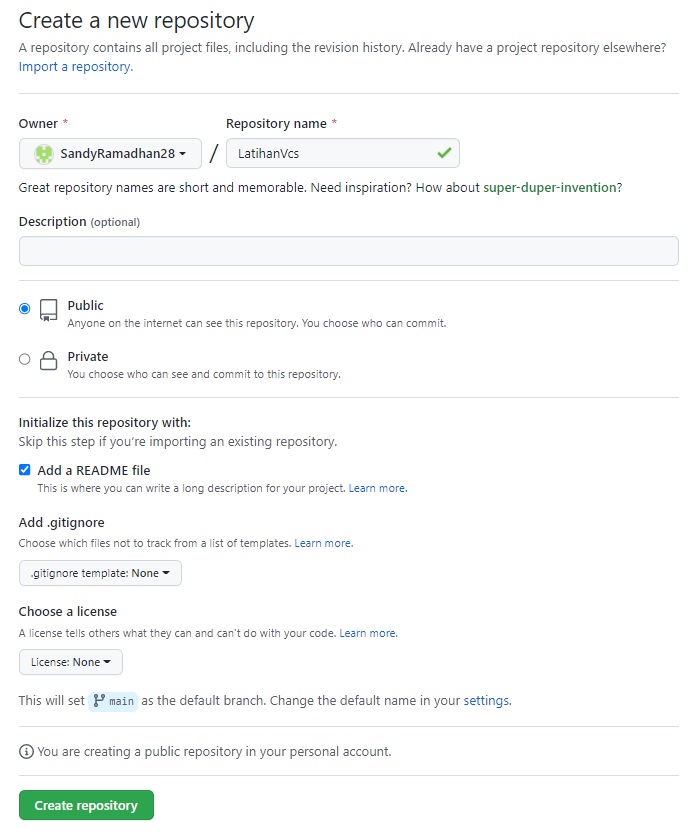 Create a new repository
A repository contains all project files, including the revision history. Already have a project repository elsewhere?
Import a repository.
Owner * Repository name *
SandyRamadhan28 / LatihanVcs
Great repository names are short and memorable. Need inspiration? How about super-duper-invention?
Description (optional)
Public
Anyone on the internet can see this repository. You choose who can commit.
Private
You choose who can see and commit to this repository.
Initialize this repository with:
Skip this step if you're importing an existing repository.
Add a README file
This is where you can write a long description for your project. Learn more.
Add .gitignore
Choose which files not to track from a list of templates. Learn more.
.gitignore template: None
Choose a license
A license tells others what they can and can't do with your code. Learn more.
License: None
This will set main as the default branch. Change the default name in your settings.
You are creating a public repository in your personal account.
Create repository